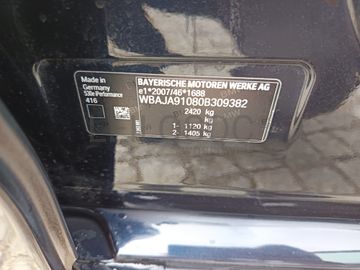 Made in
Germany
530e iPerformance
416
BAYERISCHE MOTOREN WERKE AG
e1*2007/46*1688
WBAJA91080B309382
2420 kg
kg
1- 1120 kg
2- 1405 kg